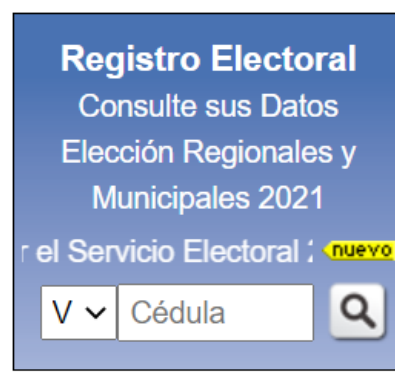 Registro Electoral
Consulte sus Datos
Elección Regionales y
Municipales 2021
el Servicio Electoral nuevo
V Cédula